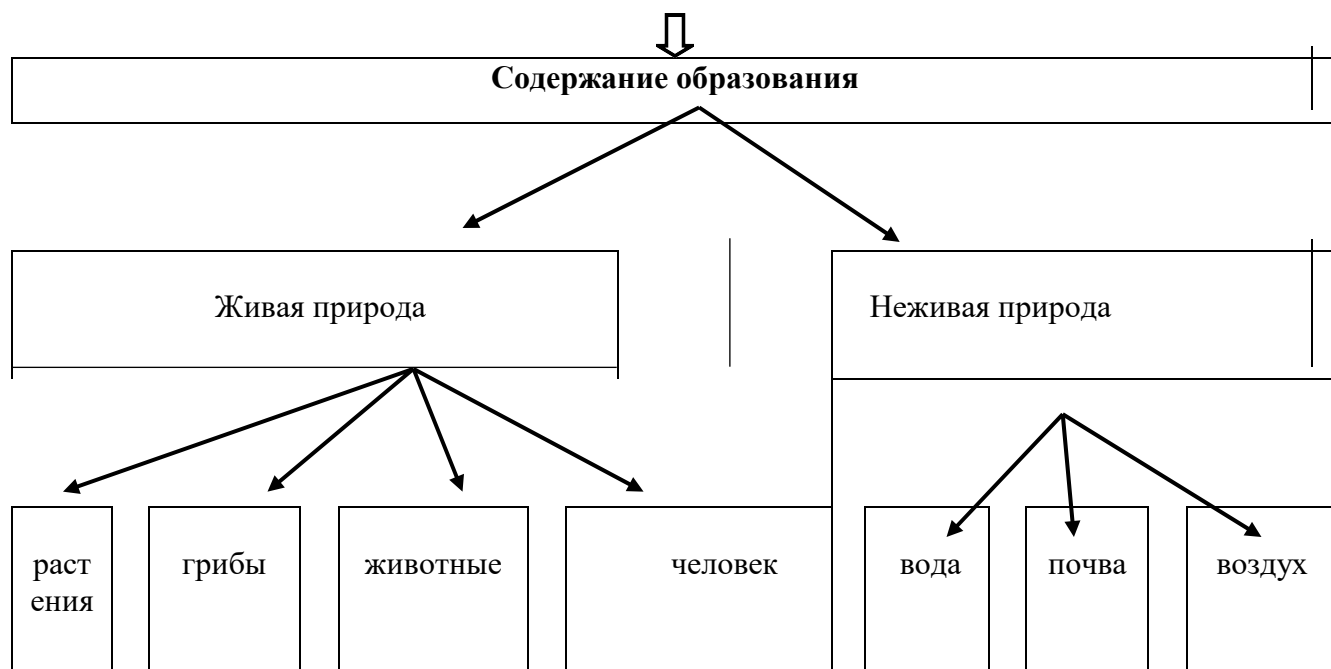 Содержание образования
Живая природа
Неживая природа
раст
ения
грибы
животные
человек
вода
почва
воздух